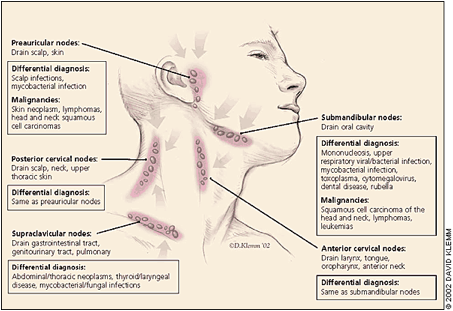 Preauricular nodes:
Drain scalp, skin
Differential diagnosis:
Scalp infections,
mycobacterial infection
Malignancies:
Skin neoplasm, lymphomas,
head and neck squamous
cell carcinomas
Posterior cervical nodes:
Drain scalp, neck, upper
thoracic skin
Differential diagnosis:
Same as preauricular nodes
Supraclavicular nodes:
Drain gastrointestinal tract,
genitourinary tract, pulmonary
Differential diagnosis:
Abdominal/thoracic neoplasms, thyroid/laryngeal
disease, mycobacterial/fungal infections
Submandibular nodes:
Drain oral cavity
Differential diagnosis:
Mononucleosis, upper
respiratory viral/bacterial infection,
mycobacterial infection,
toxoplasma, cytomegalovirus,
dental disease, rubella
Malignancies:
Squamous cell carcinoma of
the head and neck, lymphomas,
leukemias
Anterior cervical nodes:
Drain larynx, tongue,
oropharynx, anterior neck
Differential diagnosis:
Same as submandibular nodes
©D.Klemm '02
© 2002 DAVID KLEMM